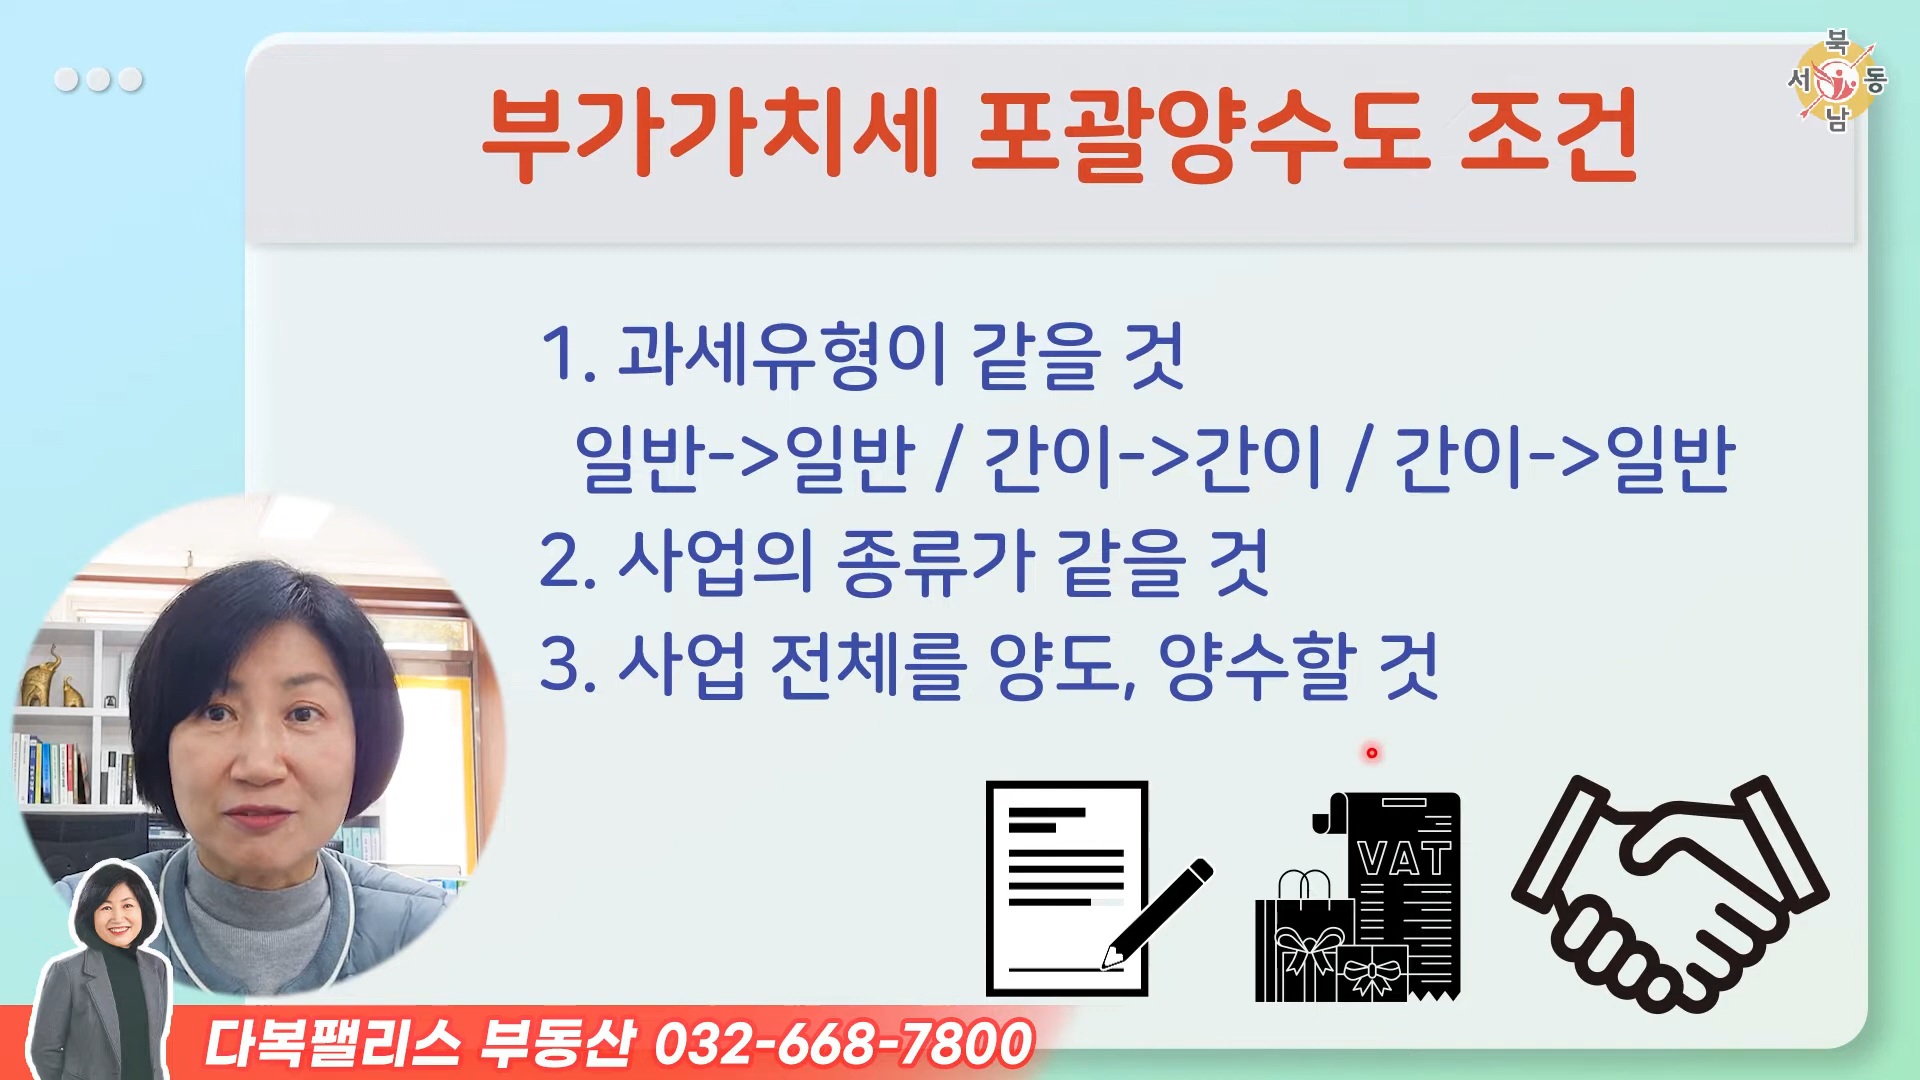 부가가치세 포괄양수도 조건
북
서 동
남
1. 과세유형이 같을 것
일반->일반 / 간이->간이 / 간이->일반
2. 사업의 종류가 같을 것
3. 사업 전체를 양도, 양수할 것
VAT
다복팰리스 부동산 032-668-7800